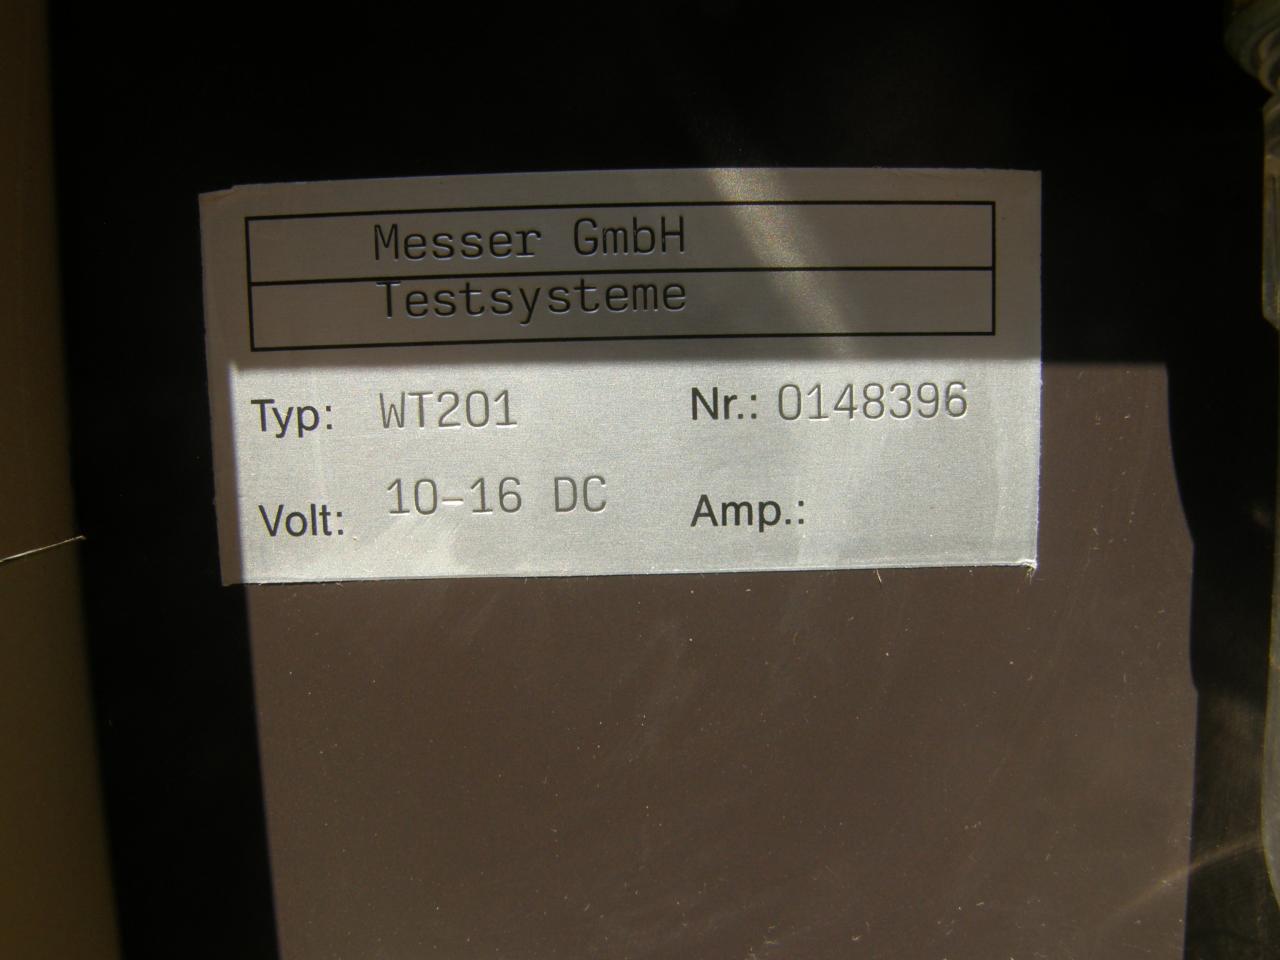 Messer GmbH
Testsysteme
Typ: WT201 Nr.: 0148396
Volt: 10-16 DC Amp.: